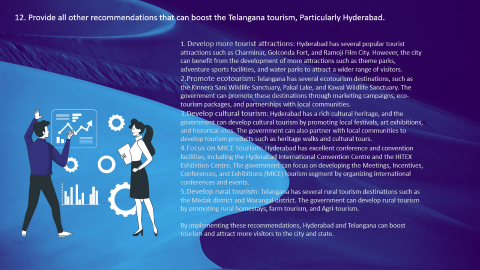 12. Provide all other recommendations that can boost the Telangana tourism, Particularly Hyderabad.
1. Develop more tourist attractions: Hyderabad has several popular tourist
attractions such as Charminar, Golconda Fort, and Ramoji Film City. However, the city
can benefit from the development of more attractions such as theme parks,
adventure sports facilities, and water parks to attract a wider range of visitors.
2.Promote ecotourism: Telangana has several ecotourism destinations, such as
the Kinnera Sani Wildlife Sanctuary, Pakal Lake, and Kawal Wildlife Sanctuary. The
government can promote these destinations through marketing campaigns, eco-
tourism packages, and partnerships with local communities.
3.Develop cultural tourism: Hyderabad has a rich cultural heritage, and the
government can develop cultural tourism by promoting local festivals, art exhibitions,
and historical sites. The government can also partner with local communities to
develop tourism products such as heritage walks and cultural tours.
4.Focus on MICE tourism: Hyderabad has excellent conference and convention
facilities, including the Hyderabad International Convention Centre and the HITEX
Exhibition Centre. The government can focus on developing the Meetings, Incentives,
Conferences, and Exhibitions (MICE) tourism segment by organizing international
conferences and events.
5.Develop rural tourism: Telangana has several rural tourism destinations such as
the Medak district and Warangal district. The government can develop rural tourism
by promoting rural homestays, farm tourism, and Agri-tourism.
By implementing these recommendations, Hyderabad and Telangana can boost
tourism and attract more visitors to the city and state.